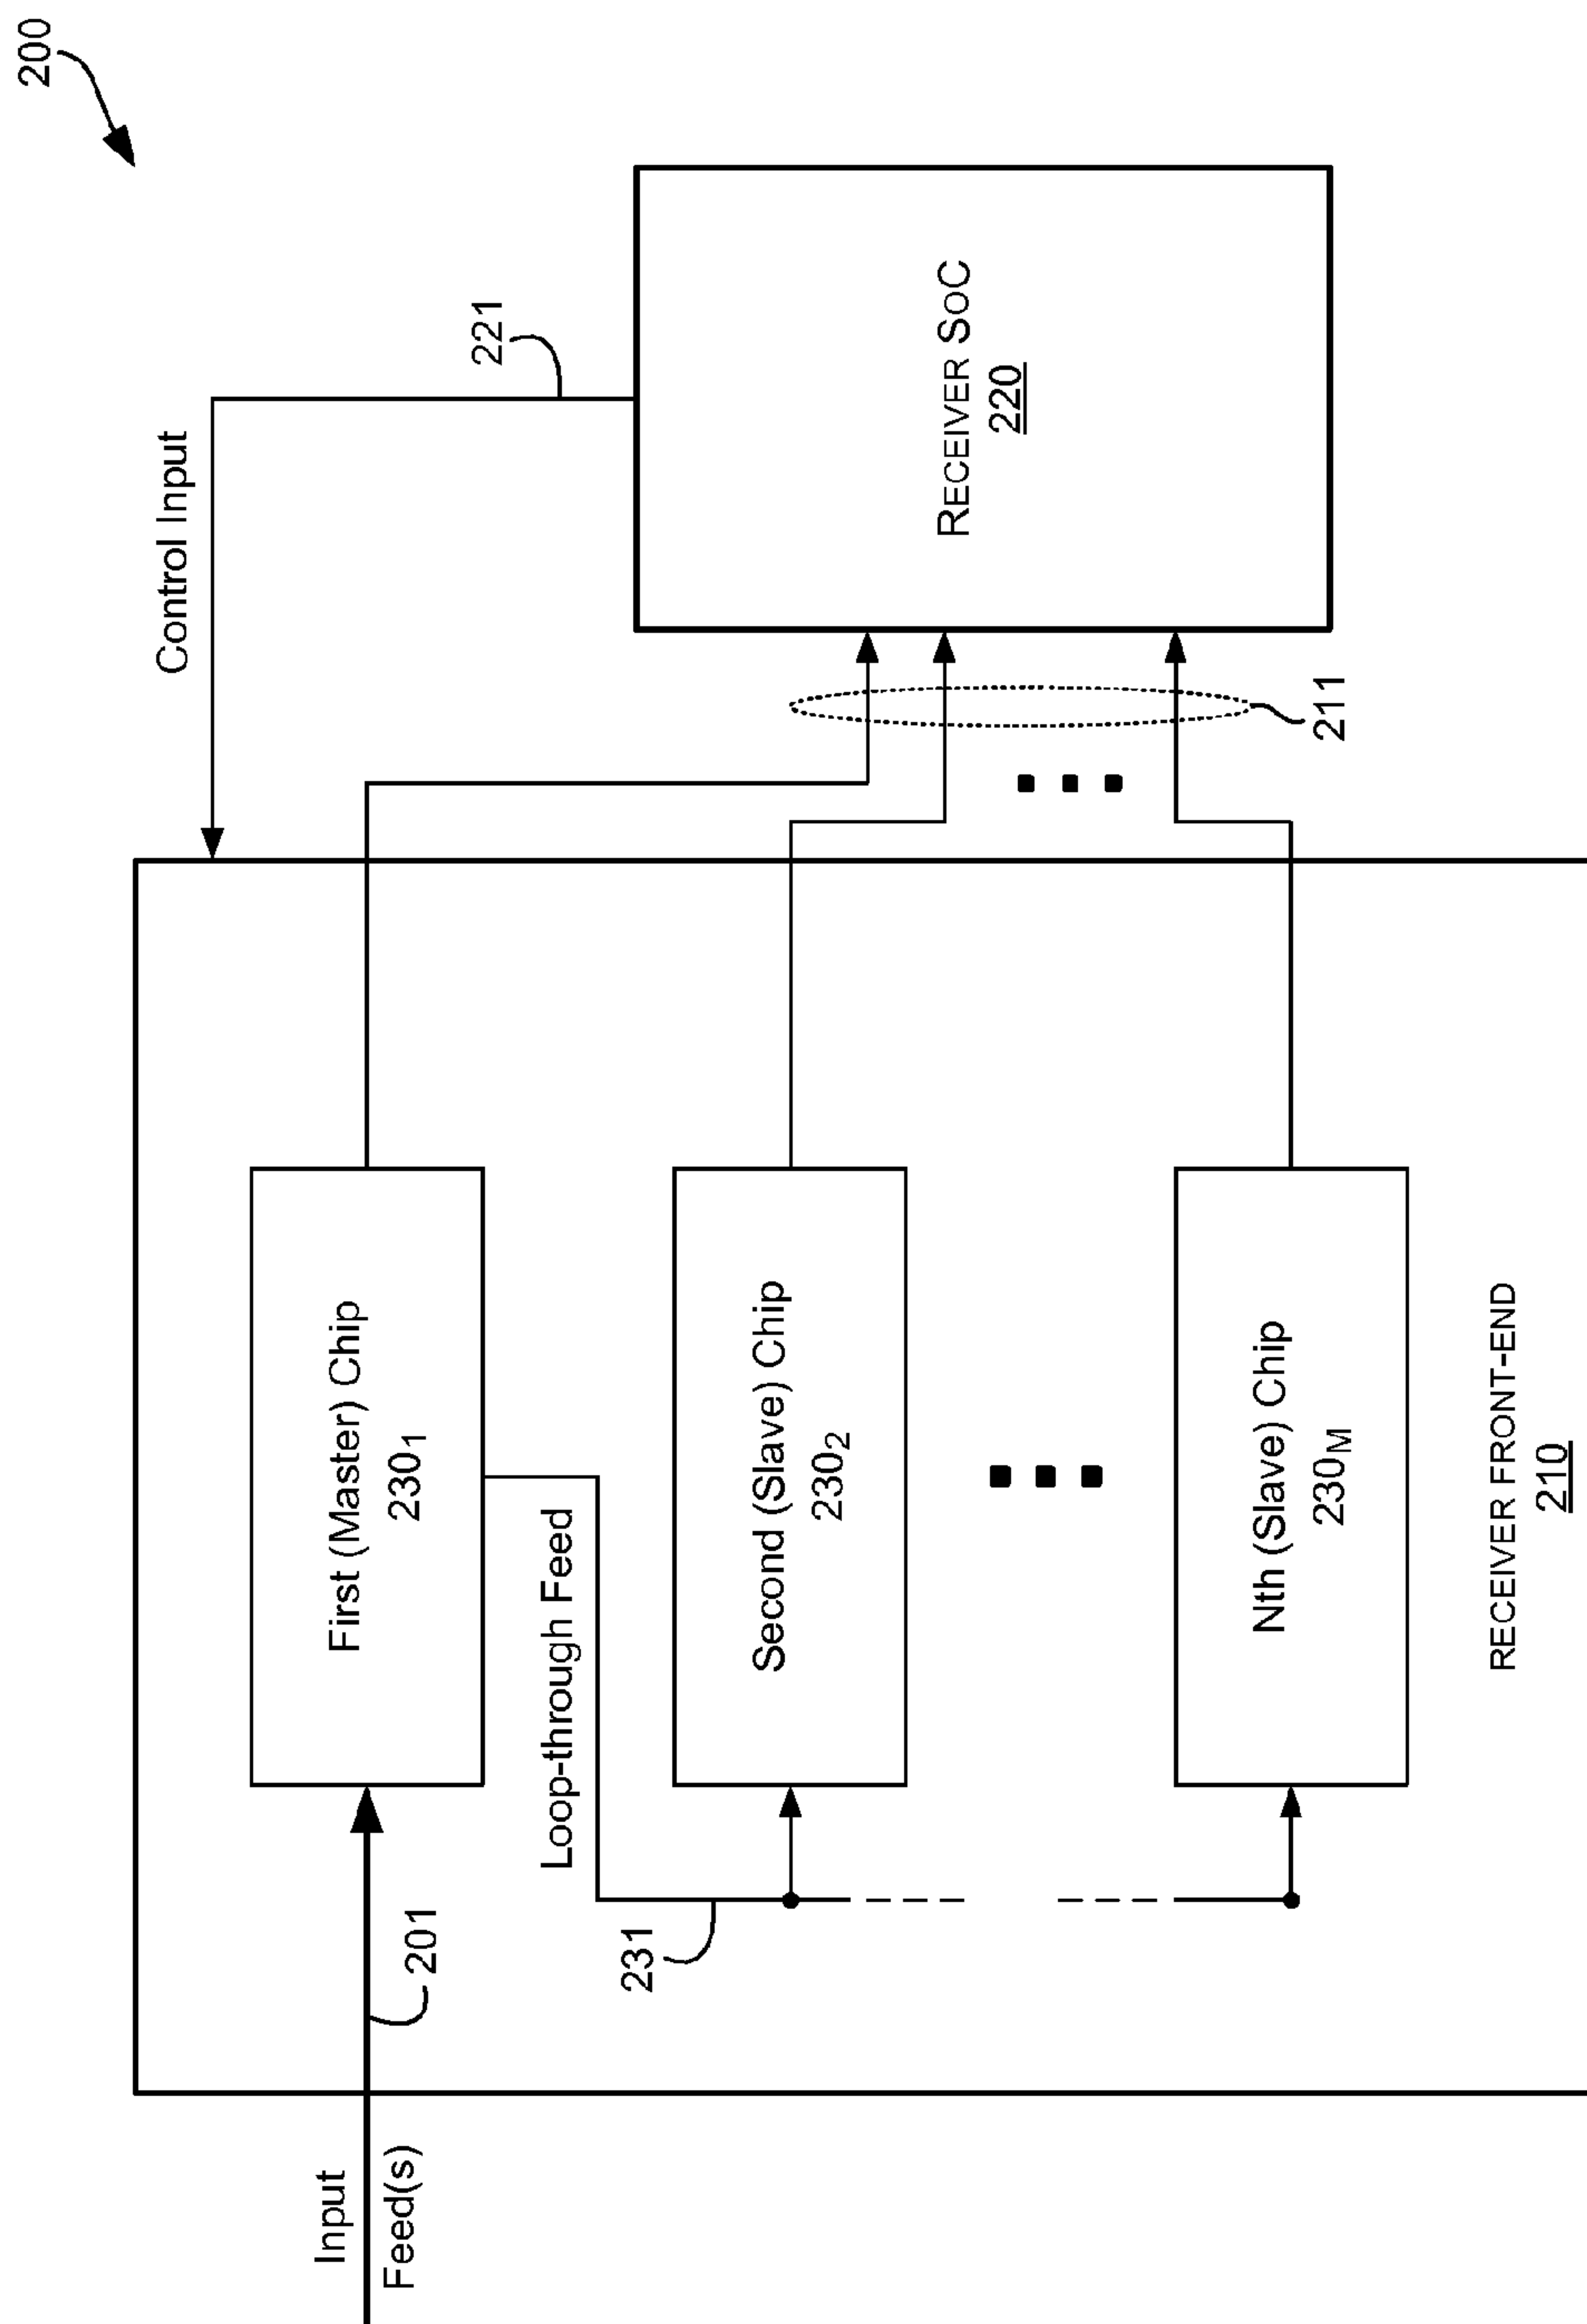 200
Control Input
221
Input
Feed(s)
201
First (Master) Chip
230₁
Loop-through Feed
231
Second (Slave) Chip
230₂
Nth (Slave) Chip
230M
RECEIVER FRONT-END
210
211
RECEIVER SOC
220